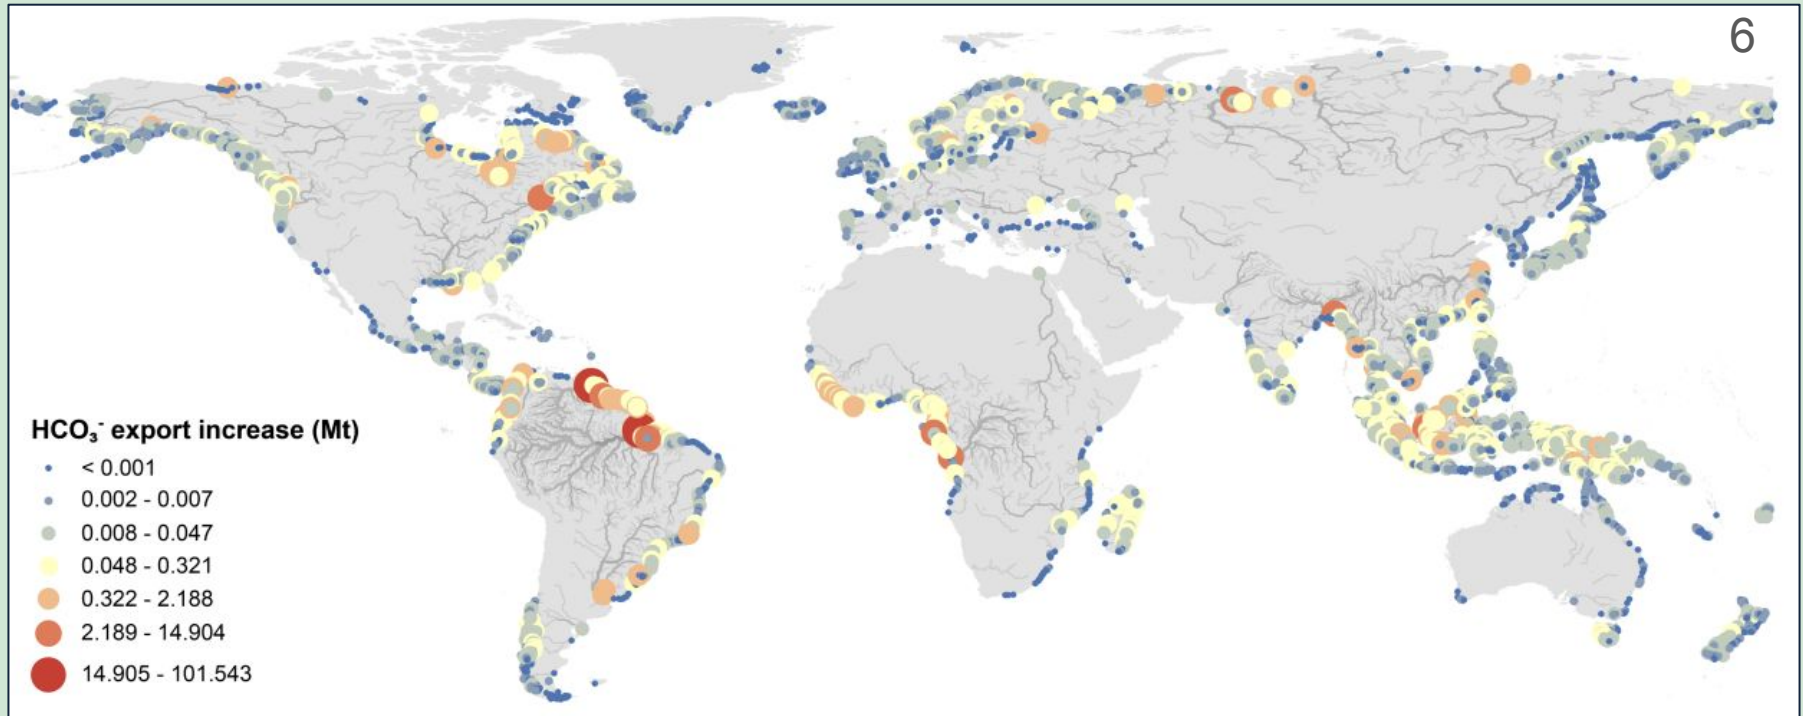 6
HCO₃⁻ export increase (Mt)
< 0.001
0.002 - 0.007
0.008 - 0.047
0.048 - 0.321
0.322 - 2.188
2.189 - 14.904
14.905 - 101.543